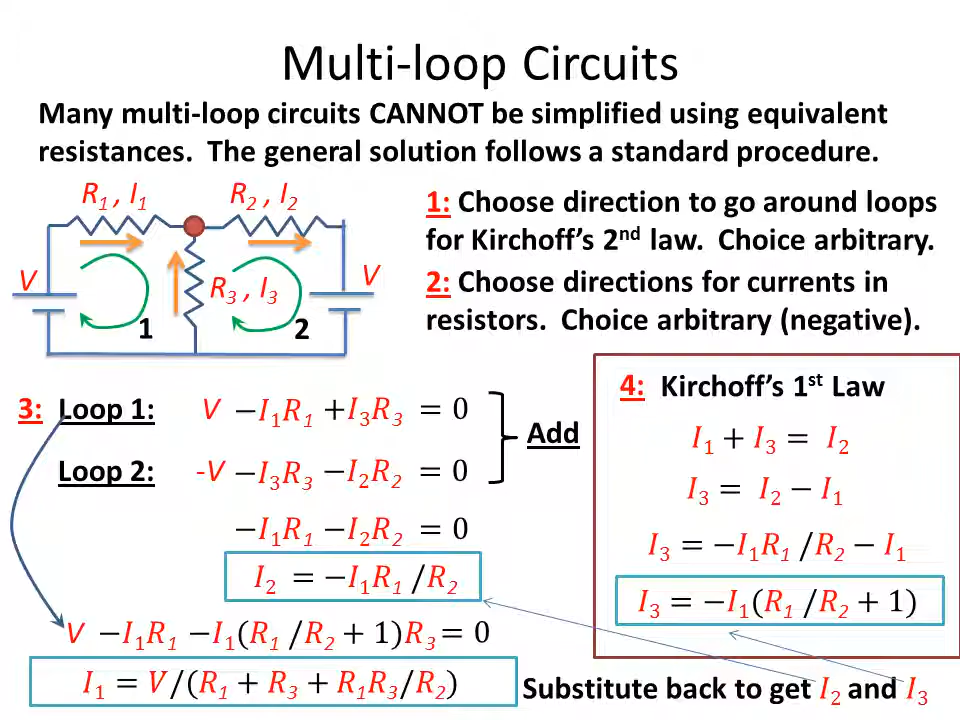 Multi-loop Circuits
Many multi-loop circuits CANNOT be simplified using equivalent
resistances. The general solution follows a standard procedure.
R₁ , I₁
R₂ , I₂
V
R₃ , I₃
V
1
2
1: Choose direction to go around loops
for Kirchoff’s 2ⁿᵈ law. Choice arbitrary.
2: Choose directions for currents in
resistors. Choice arbitrary (negative).
3: Loop 1: V −I₁R₁ +I₃R₃ = 0
Loop 2: -V −I₃R₃ −I₂R₂ = 0
Add
−I₁R₁ −I₂R₂ = 0
I₂ = −I₁R₁ /R₂
V −I₁R₁ −I₁(R₁ /R₂ + 1)R₃ = 0
I₁ = V/(R₁ + R₃ + R₁R₃/R₂)
4: Kirchoff’s 1ˢᵗ Law
I₁ + I₃ = I₂
I₃ = I₂ − I₁
I₃ = −I₁R₁ /R₂ − I₁
I₃ = −I₁(R₁ /R₂ + 1)
Substitute back to get I₂ and I₃